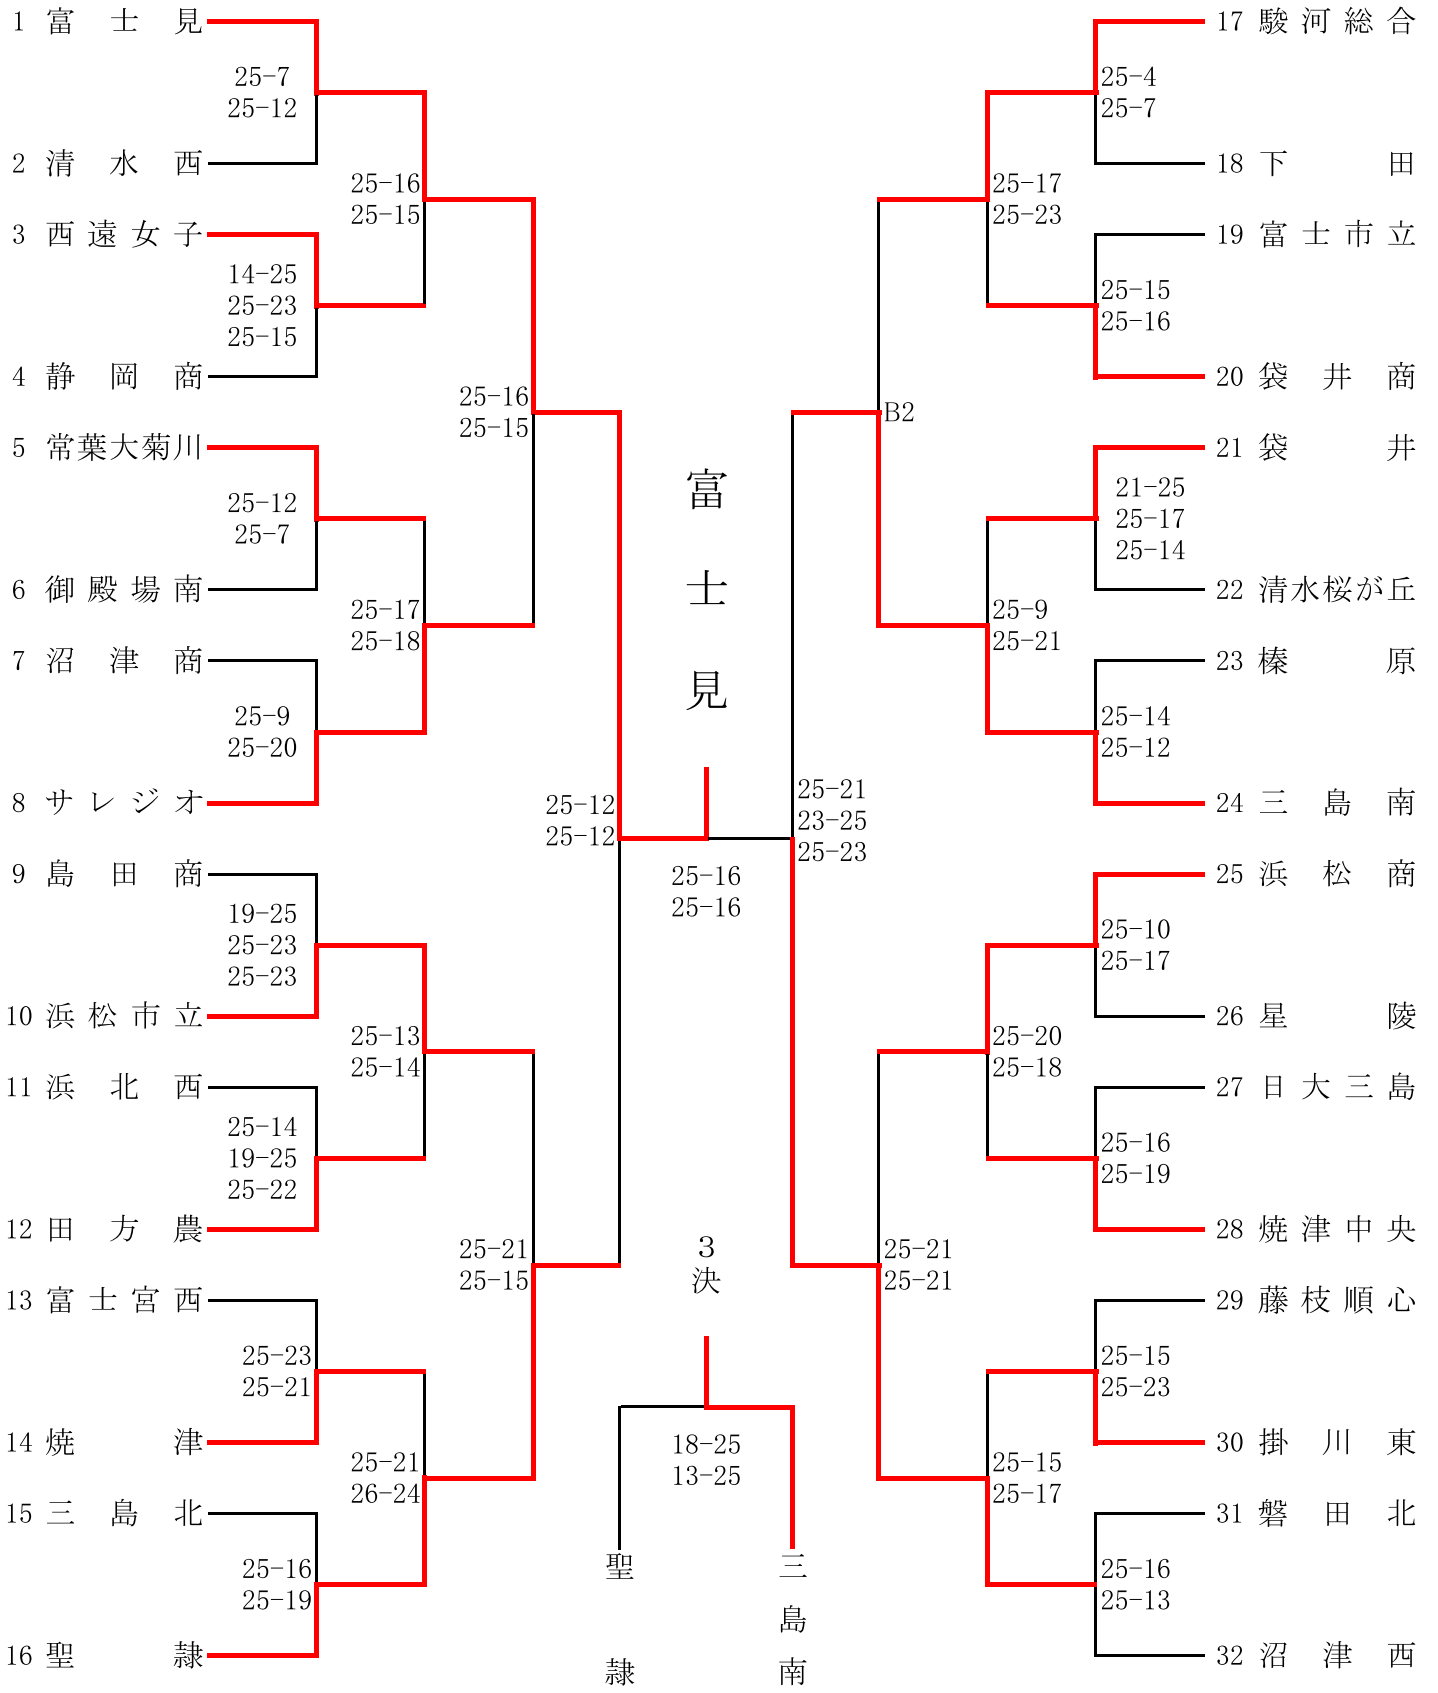 1 富士見
25-7
25-12
2 清水西
25-16
25-15
3 西遠女子
14-25
25-23
25-15
4 静岡商
25-16
25-15
5 常葉大菊川
25-12
25-7
6 御殿場南
25-17
25-18
7 沼津商
25-9
25-20
8 サレジオ
25-12
25-12
9 島田商
19-25
25-23
25-23
10 浜松市立
25-13
25-14
11 浜北西
25-14
19-25
25-22
12 田方農
25-21
25-15
13 富士宮西
25-23
25-21
14 焼津
25-21
26-24
15 三島北
25-16
25-19
16 聖隷
富士見
25-16
25-16
3決
18-25
13-25
聖隷
三島南
17 駿河総合
25-4
25-7
18 下田
25-17
25-23
19 富士市立
25-15
25-16
20 袋井商
B2
21 袋井
21-25
25-17
25-14
22 清水桜が丘
25-9
25-21
23 榛原
25-14
25-12
24 三島南
25-21
23-25
25-23
25 浜松商
25-10
25-17
26 星陵
25-20
25-18
27 日大三島
25-16
25-19
28 焼津中央
25-21
25-21
29 藤枝順心
25-15
25-23
30 掛川東
25-15
25-17
31 磐田北
25-16
25-13
32 沼津西